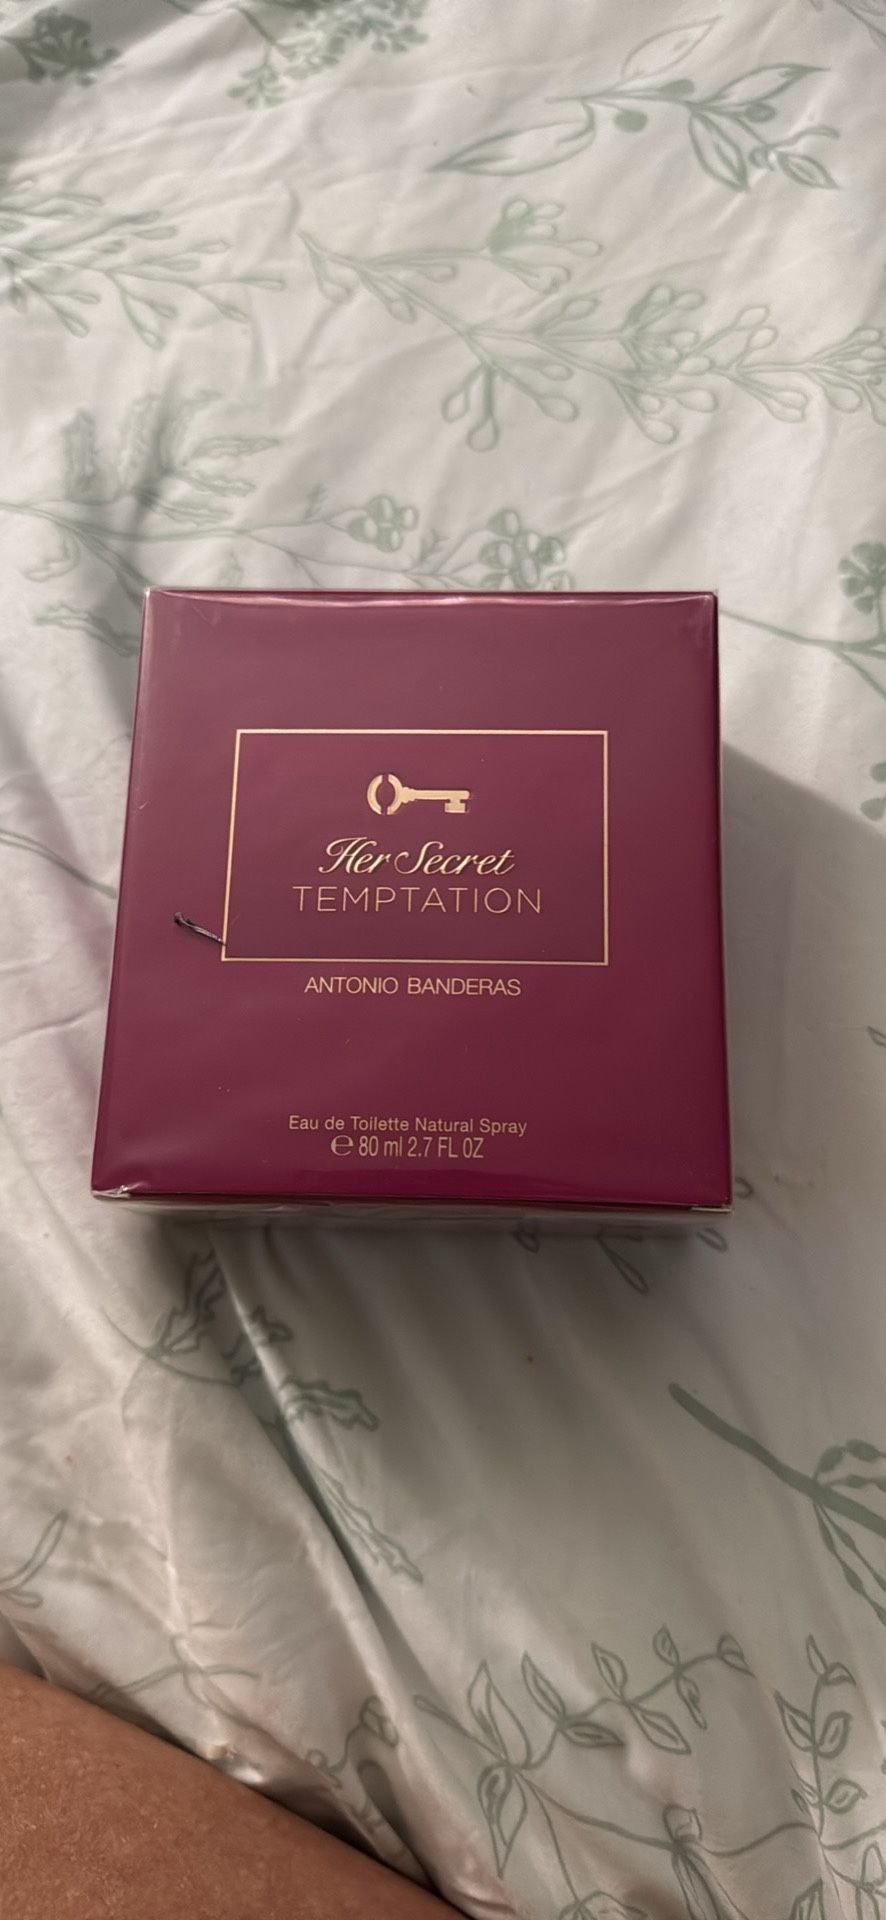 Her Secret
TEMPTATION
ANTONIO BANDERAS
Eau de Toilette Natural Spray
℮ 80 ml 2.7 FL OZ